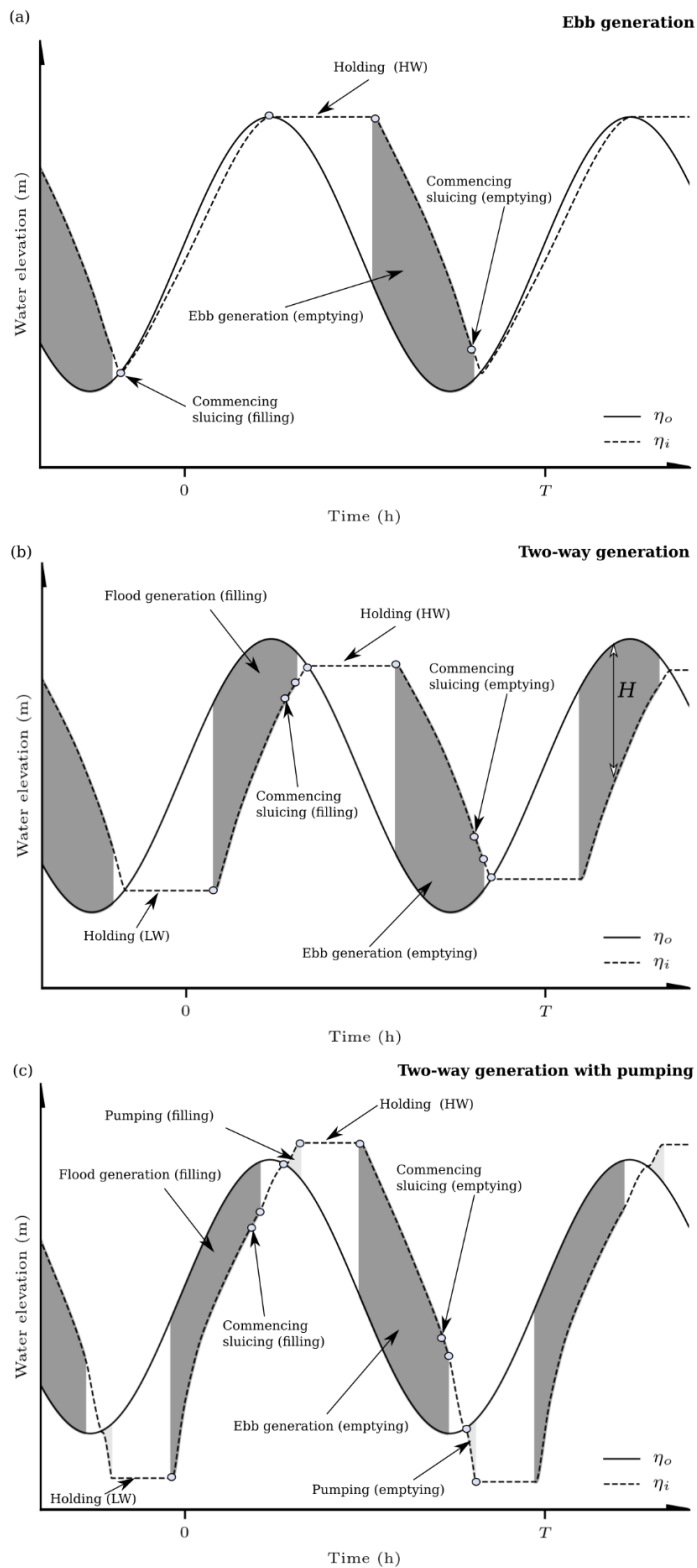 (a)
Ebb generation
Holding (HW)
Commencing
sluicing (emptying)
Ebb generation (emptying)
Commencing
sluicing (filling)
Water elevation (m)
ηo
ηi
0
T
Time (h)
(b)
Two-way generation
Flood generation (filling)
Holding (HW)
Commencing
sluicing (emptying)
H
Commencing
sluicing (filling)
Holding (LW)
Ebb generation (emptying)
Water elevation (m)
ηo
ηi
0
T
Time (h)
(c)
Two-way generation with pumping
Holding (HW)
Pumping (filling)
Flood generation (filling)
Commencing
sluicing (emptying)
Commencing
sluicing (filling)
Ebb generation (emptying)
Pumping (emptying)
Holding (LW)
Water elevation (m)
ηo
ηi
0
T
Time (h)